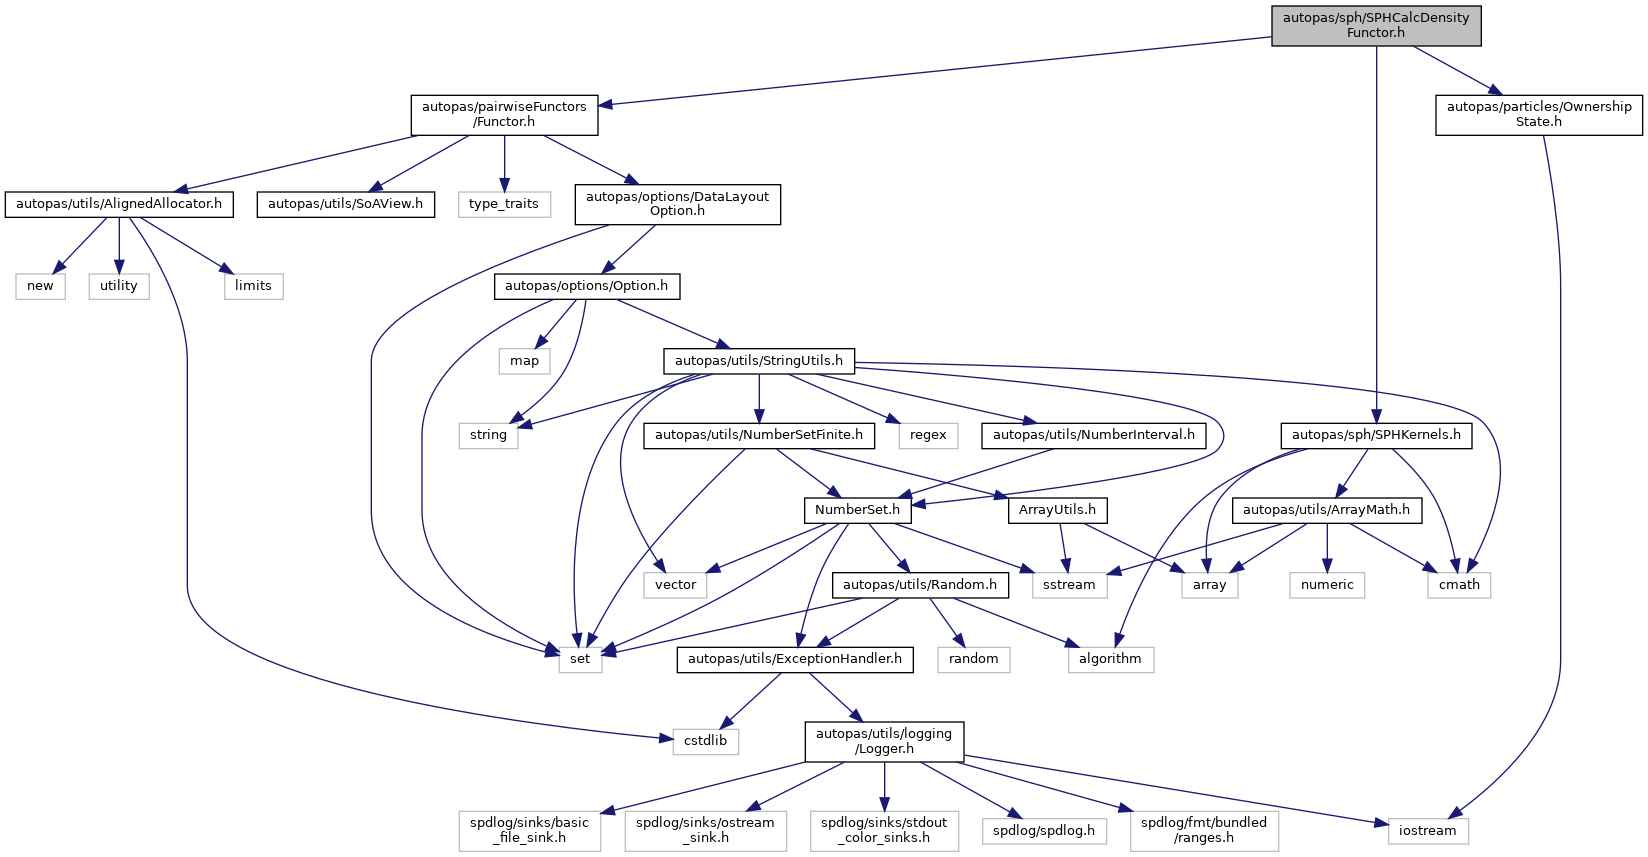 autopas/sph/SPHCalcDensity
Functor.h
autopas/pairwiseFunctors
/Functor.h
autopas/particles/Ownership
State.h
autopas/utils/AlignedAllocator.h
autopas/utils/SoAView.h
type_traits
autopas/options/DataLayout
Option.h
new
utility
limits
autopas/options/Option.h
map
autopas/utils/StringUtils.h
string
autopas/utils/NumberSetFinite.h
regex
autopas/utils/NumberInterval.h
autopas/sph/SPHKernels.h
NumberSet.h
ArrayUtils.h
autopas/utils/ArrayMath.h
vector
autopas/utils/Random.h
sstream
array
numeric
cmath
set
autopas/utils/ExceptionHandler.h
random
algorithm
cstdlib
autopas/utils/logging
/Logger.h
spdlog/sinks/basic
_file_sink.h
spdlog/sinks/ostream
_sink.h
spdlog/sinks/stdout
_color_sinks.h
spdlog/spdlog.h
spdlog/fmt/bundled
/ranges.h
iostream